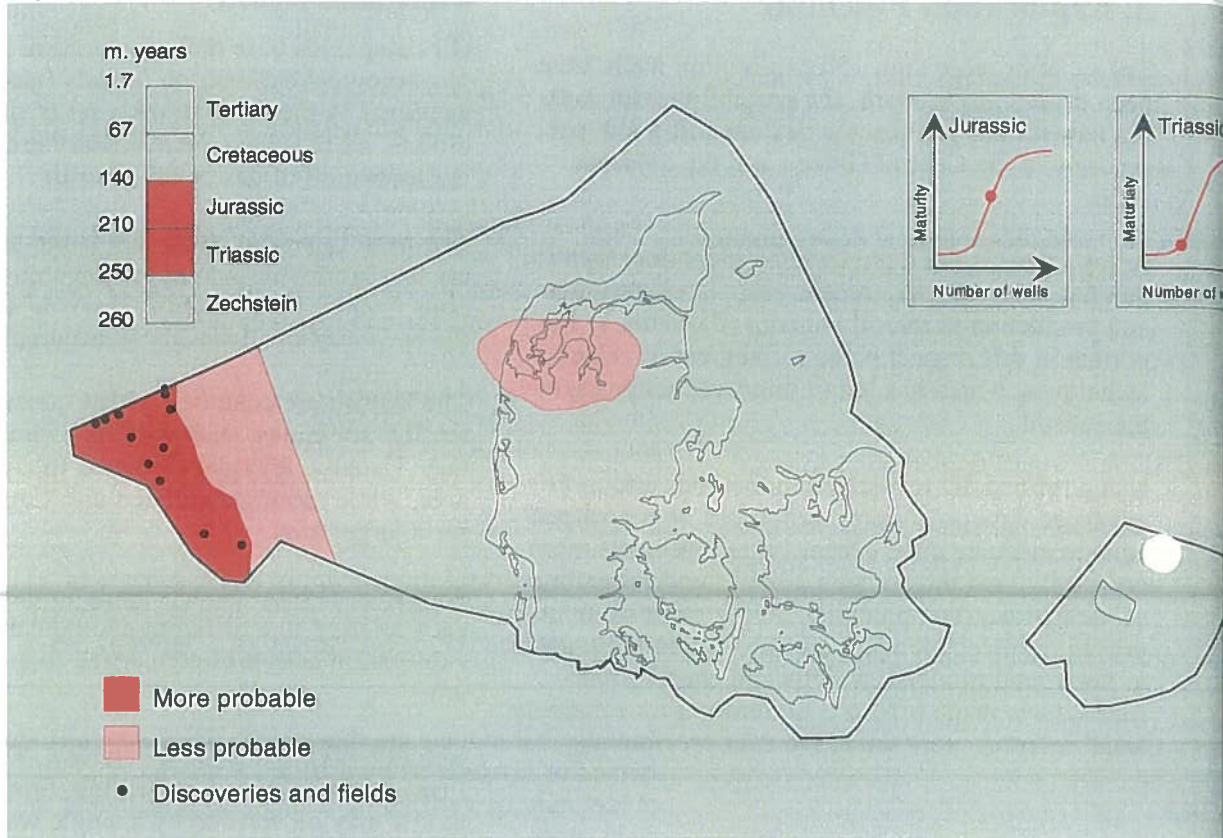 m. years
1.7
Tertiary
67
Cretaceous
140
Jurassic
210
Triassic
250
Zechstein
260
Jurassic
Maturity
Number of wells
Triassic
Maturiaty
Number of
More probable
Less probable
Discoveries and fields